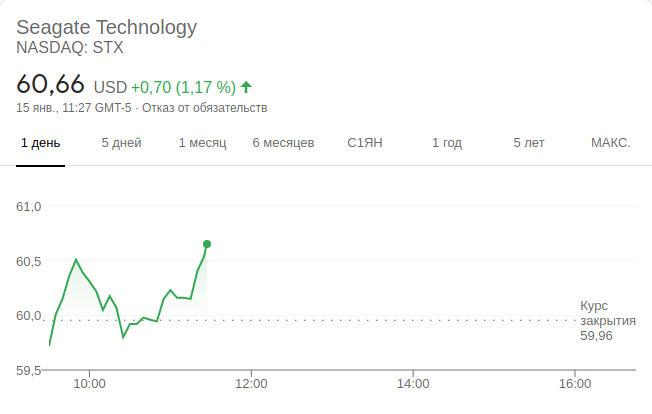 Seagate Technology
NASDAQ: STX
60,66 USD +0,70 (1,17 %)
15 янв., 11:27 GMT-5 · Отказ от обязательств
1 день 5 дней 1 месяц 6 месяцев С1ЯН 1 год 5 лет МАКС.
61,0
60,5
60,0
59,5
Курс
закрытия
59,96
10:00 12:00 14:00 16:00